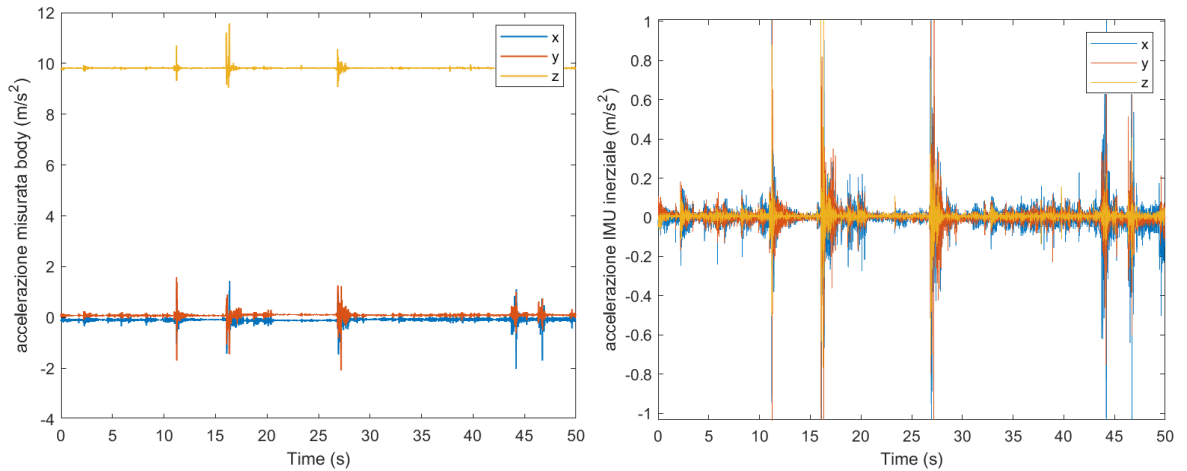 accelerazione misurata body (m/s²)
12
10
8
6
4
2
0
-2
-4
x
y
z
0 5 10 15 20 25 30 35 40 45 50
Time (s)
accelerazione IMU inerziale (m/s²)
1
0.8
0.6
0.4
0.2
0
-0.2
-0.4
-0.6
-0.8
-1
x
y
z
0 5 10 15 20 25 30 35 40 45 50
Time (s)